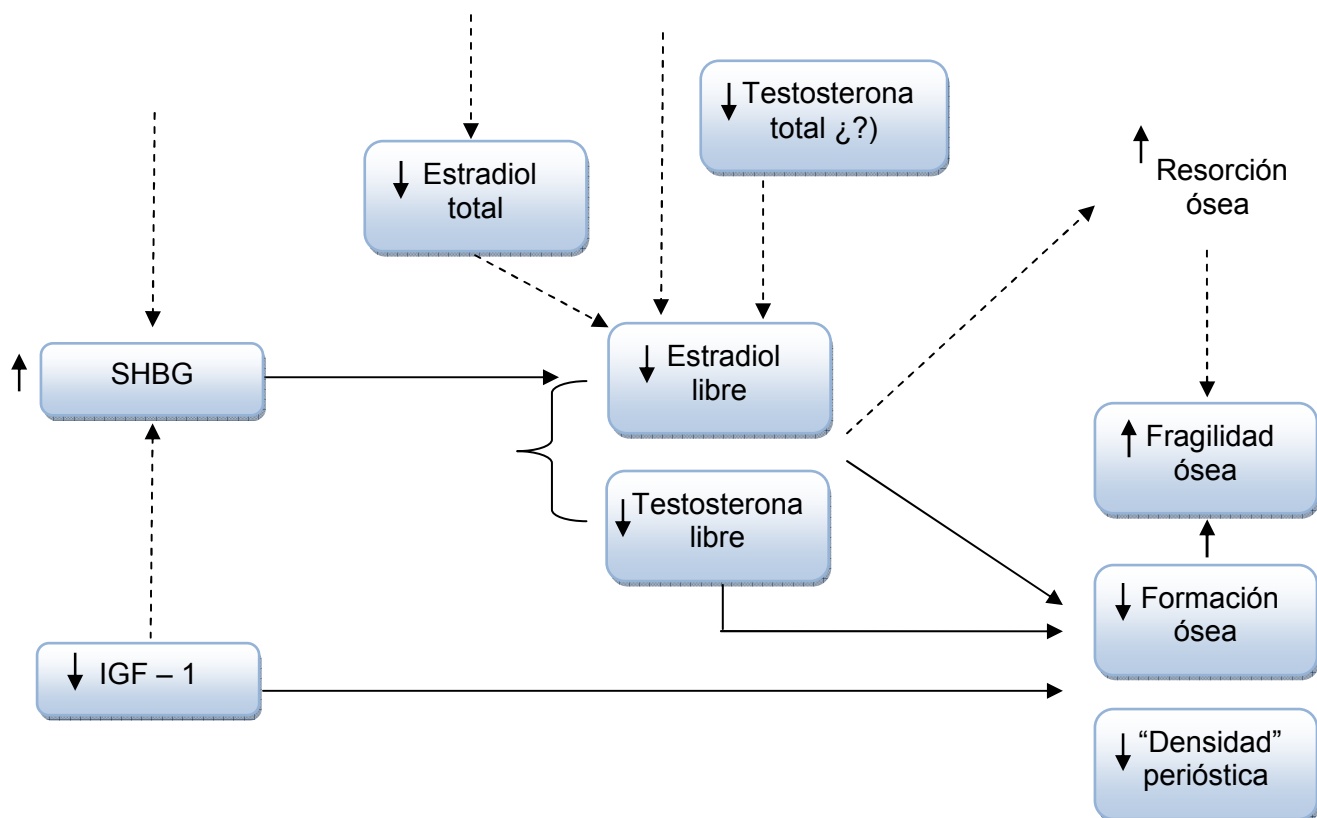 ↓ Testosterona
total ¿?)
↓ Estradiol
total
↑ Resorción
ósea
↑ SHBG
↓ Estradiol
libre
↑ Fragilidad
ósea
↓ Testosterona
libre
↓ Formación
ósea
↓ IGF – 1
↓ “Densidad”
perióstica